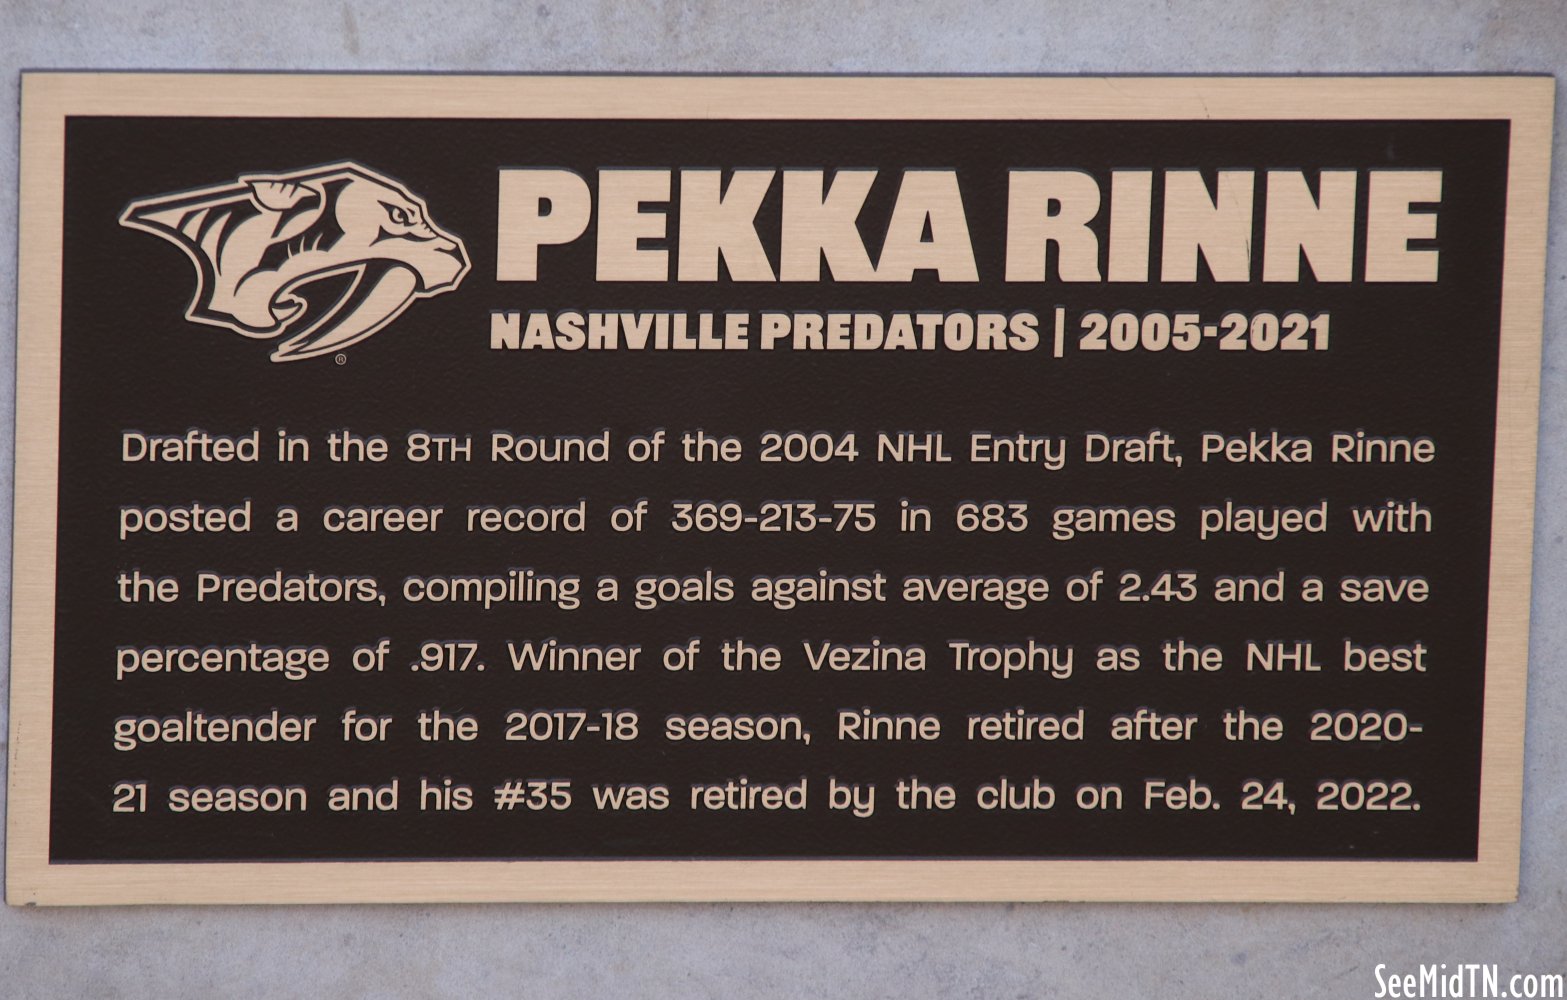 PEKKA RINNE
NASHVILLE PREDATORS | 2005-2021
®
Drafted in the 8TH Round of the 2004 NHL Entry Draft, Pekka Rinne
posted a career record of 369-213-75 in 683 games played with
the Predators, compiling a goals against average of 2.43 and a save
percentage of .917. Winner of the Vezina Trophy as the NHL best
goaltender for the 2017-18 season, Rinne retired after the 2020-
21 season and his #35 was retired by the club on Feb. 24, 2022.
SeeMidTN.com